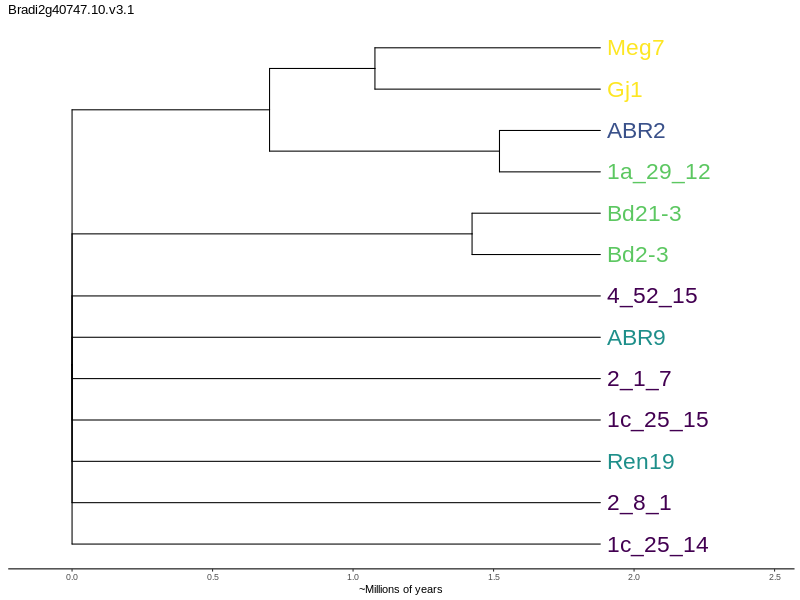 Bradi2g40747.10.v3.1
Meg7
Gj1
ABR2
1a_29_12
Bd21-3
Bd2-3
4_52_15
ABR9
2_1_7
1c_25_15
Ren19
2_8_1
1c_25_14
0.0 0.5 1.0 1.5 2.0 2.5
~Millions of years